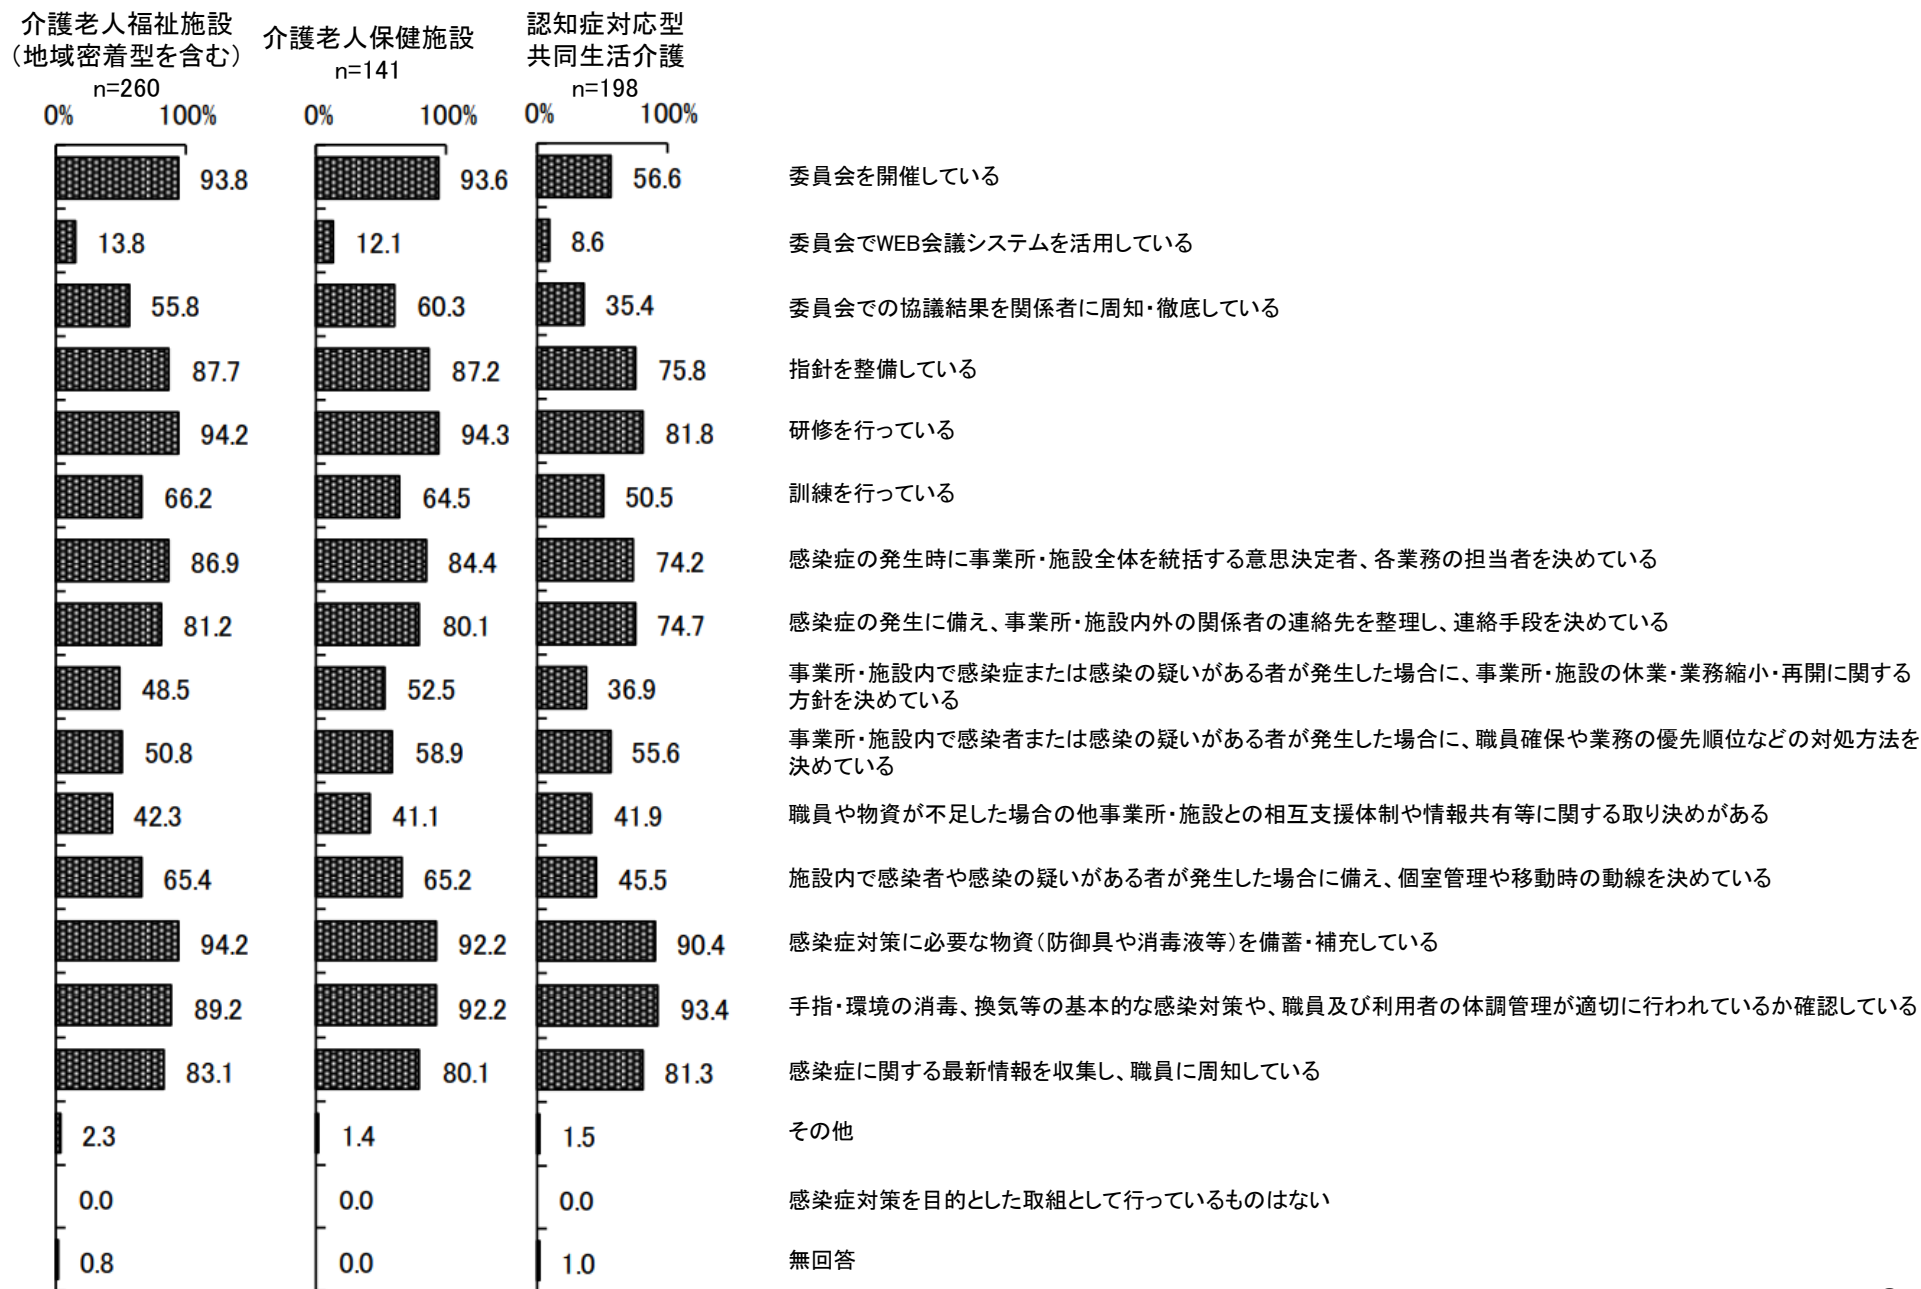 介護老人福祉施設
（地域密着型を含む）
n=260
介護老人保健施設
n=141
認知症対応型
共同生活介護
n=198
0% 100% 0% 100% 0% 100%
93.8 93.6 56.6 委員会を開催している
13.8 12.1 8.6 委員会でWEB会議システムを活用している
55.8 60.3 35.4 委員会での協議結果を関係者に周知・徹底している
87.7 87.2 75.8 指針を整備している
94.2 94.3 81.8 研修を行っている
66.2 64.5 50.5 訓練を行っている
86.9 84.4 74.2 感染症の発生時に事業所・施設全体を統括する意思決定者、各業務の担当者を決めている
81.2 80.1 74.7 感染症の発生に備え、事業所・施設内外の関係者の連絡先を整理し、連絡手段を決めている
48.5 52.5 36.9 事業所・施設内で感染症または感染の疑いがある者が発生した場合に、事業所・施設の休業・業務縮小・再開に関する
方針を決めている
50.8 58.9 55.6 事業所・施設内で感染者または感染の疑いがある者が発生した場合に、職員確保や業務の優先順位などの対処方法を
決めている
42.3 41.1 41.9 職員や物資が不足した場合の他事業所・施設との相互支援体制や情報共有等に関する取り決めがある
65.4 65.2 45.5 施設内で感染者や感染の疑いがある者が発生した場合に備え、個室管理や移動時の動線を決めている
94.2 92.2 90.4 感染症対策に必要な物資（防御具や消毒液等）を備蓄・補充している
89.2 92.2 93.4 手指・環境の消毒、換気等の基本的な感染対策や、職員及び利用者の体調管理が適切に行われているか確認している
83.1 80.1 81.3 感染症に関する最新情報を収集し、職員に周知している
2.3 1.4 1.5 その他
0.0 0.0 0.0 感染症対策を目的とした取組として行っているものはない
0.8 0.0 1.0 無回答